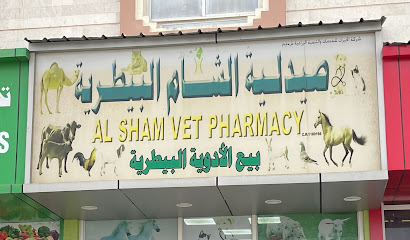 صيدلية الشام البيطرية
AL SHAM VET PHARMACY
بيع الأدوية البيطرية